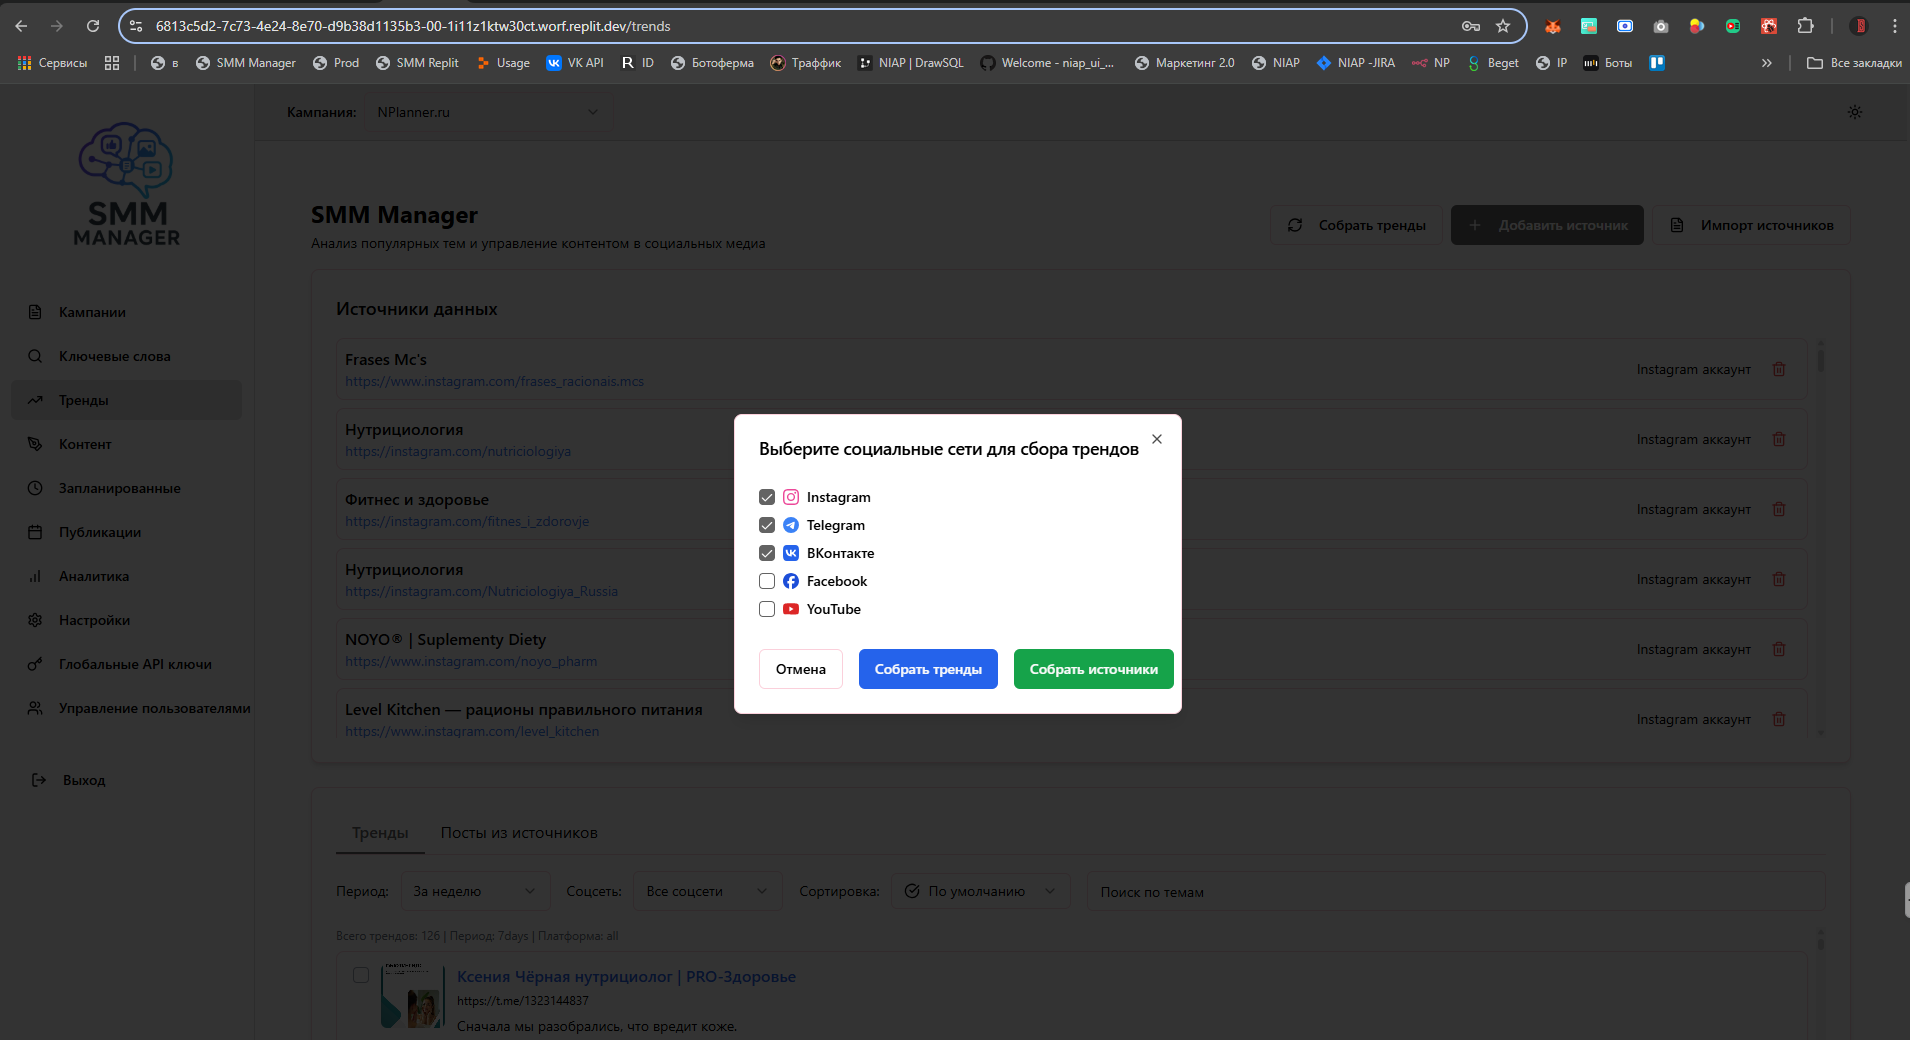 6813c5d2-7c73-4e24-8e70-d9b38d1135b3-00-1i11z1ktw30ct.worf.replit.dev/trends
Сервисы в SMM Manager Prod SMM Replit Usage VK API ID Ботоферма Траффик NIAP | DrawSQL Welcome - niap_ui_... Маркетинг 2.0 NIAP NIAP -JIRA NP Beget IP Боты Все закладки
Кампания: NPlanner.ru
SMM
MANAGER
Кампании
Ключевые слова
Тренды
Контент
Запланированные
Публикации
Аналитика
Настройки
Глобальные API ключи
Управление пользователями
Выход
SMM Manager
Анализ популярных тем и управление контентом в социальных медиа
Собрать тренды
Добавить источник
Импорт источников
Источники данных
Frases Mc's
https://www.instagram.com/frases_racionais.mcs
Instagram аккаунт
Нутрициология
https://instagram.com/nutriciologiya
Instagram аккаунт
Фитнес и здоровье
https://instagram.com/fitnes_i_zdorovje
Instagram аккаунт
Нутрициология
https://instagram.com/Nutriciologiya_Russia
Instagram аккаунт
NOYO® | Suplementy Diety
https://www.instagram.com/noyo_pharm
Instagram аккаунт
Level Kitchen — рационы правильного питания
https://www.instagram.com/level_kitchen
Instagram аккаунт
Выберите социальные сети для сбора трендов
Instagram
Telegram
ВКонтакте
Facebook
YouTube
Отмена
Собрать тренды
Собрать источники
Тренды Посты из источников
Период: За неделю Соцсеть: Все соцсети Сортировка: По умолчанию Поиск по темам
Всего трендов: 126 | Период: 7days | Платформа: all
Ксения Чёрная нутрициолог | PRO-Здоровье
https://t.me/1323144837
Сначала мы разобрались, что вредит коже.